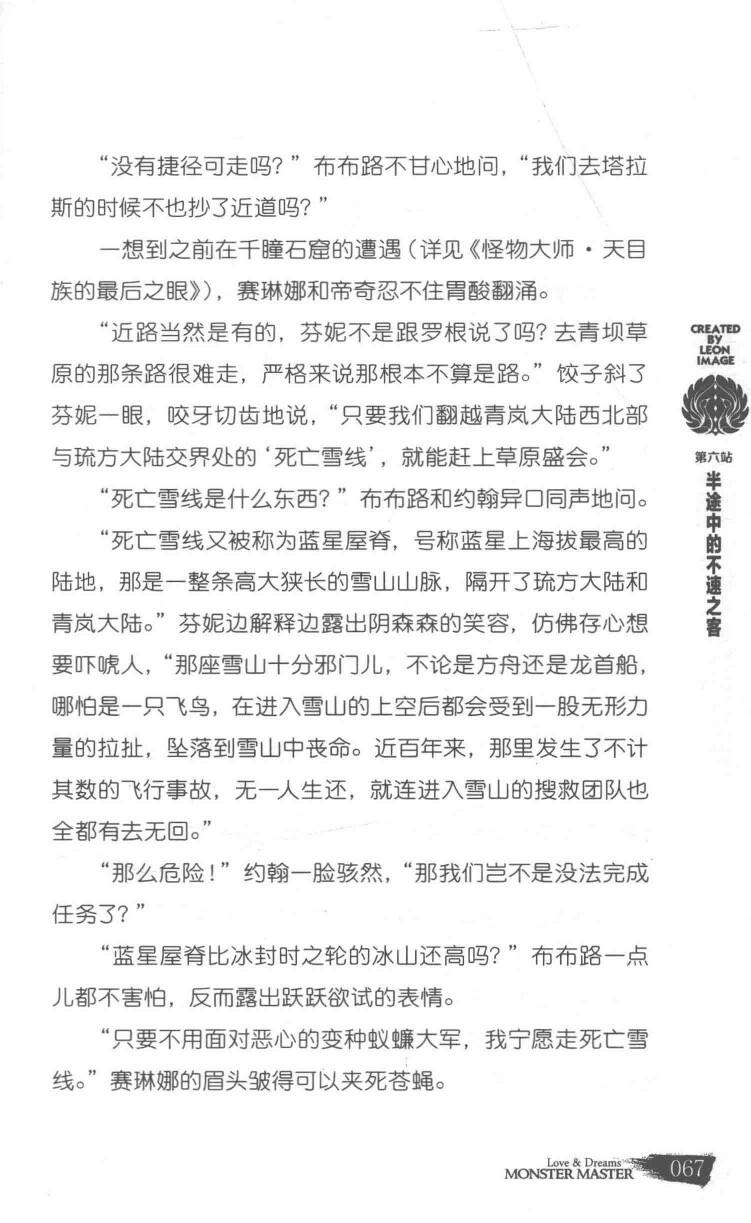 “没有捷径可走吗？”布布路不甘心地问，“我们去塔拉
斯的时候不也抄了近道吗？”
一想到之前在千瞳石窟的遭遇（详见《怪物大师·天目
族的最后之眼》），赛琳娜和帝奇忍不住胃酸翻涌。
“近路当然是有的，芬妮不是跟罗根说了吗？去青坝草
原的那条路很难走，严格来说那根本不算是路。”饺子斜了
芬妮一眼，咬牙切齿地说，“只要我们翻越青岚大陆西北部
与琉方大陆交界处的‘死亡雪线’，就能赶上草原盛会。”
“死亡雪线是什么东西？”布布路和约翰异口同声地问。
“死亡雪线又被称为蓝星屋脊，号称蓝星上海拔最高的
陆地，那是一整条高大狭长的雪山山脉，隔开了琉方大陆和
青岚大陆。”芬妮边解释边露出阴森森的笑容，仿佛存心想
要吓唬人，“那座雪山十分邪门儿，不论是方舟还是龙首船，
哪怕是一只飞鸟，在进入雪山的上空后都会受到一股无形力
量的拉扯，坠落到雪山中丧命。近百年来，那里发生了不计
其数的飞行事故，无一人生还，就连进入雪山的搜救团队也
全都有去无回。”
“那么危险！”约翰一脸骇然，“那我们岂不是没法完成
任务了？”
“蓝星屋脊比冰封时之轮的冰山还高吗？”布布路一点
儿都不害怕，反而露出跃跃欲试的表情。
“只要不用面对恶心的变种蚁蠊大军，我宁愿走死亡雪
线。”赛琳娜的眉头皱得可以夹死苍蝇。
CREATED
BY
LEON
IMAGE
第六站
半途中的不速之客
Love & Dreams
MONSTER MASTER
067